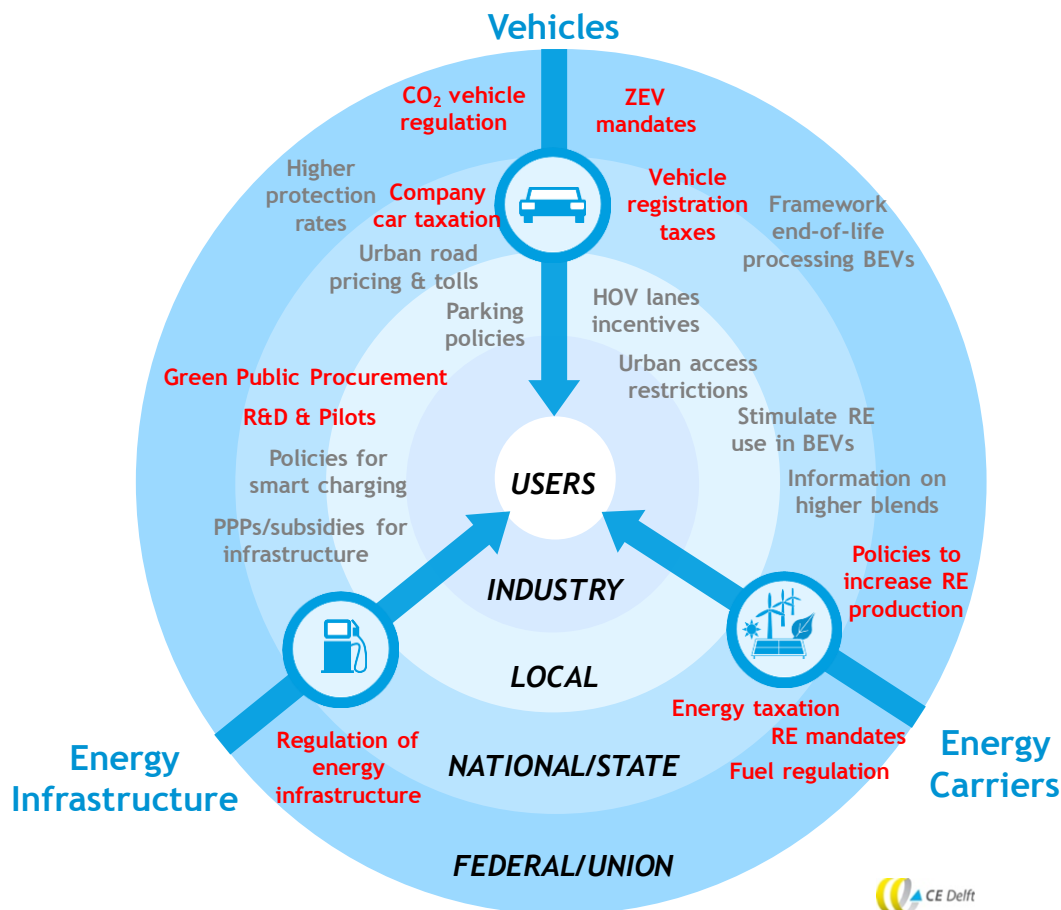 Vehicles
CO₂ vehicle
regulation
ZEV
mandates
Higher
protection
rates
Company
car taxation
Vehicle
registration
taxes
Framework
end-of-life
processing BEVs
Urban road
pricing & tolls
Parking
policies
HOV lanes
incentives
Urban access
restrictions
Green Public Procurement
R&D & Pilots
Policies for
smart charging
PPPs/subsidies for
infrastructure
Stimulate RE
use in BEVs
Information on
higher blends
Policies to
increase RE
production
USERS
INDUSTRY
LOCAL
NATIONAL/STATE
FEDERAL/UNION
Energy taxation
RE mandates
Fuel regulation
Regulation of
energy
infrastructure
Energy
Infrastructure
Energy
Carriers
CE Delft